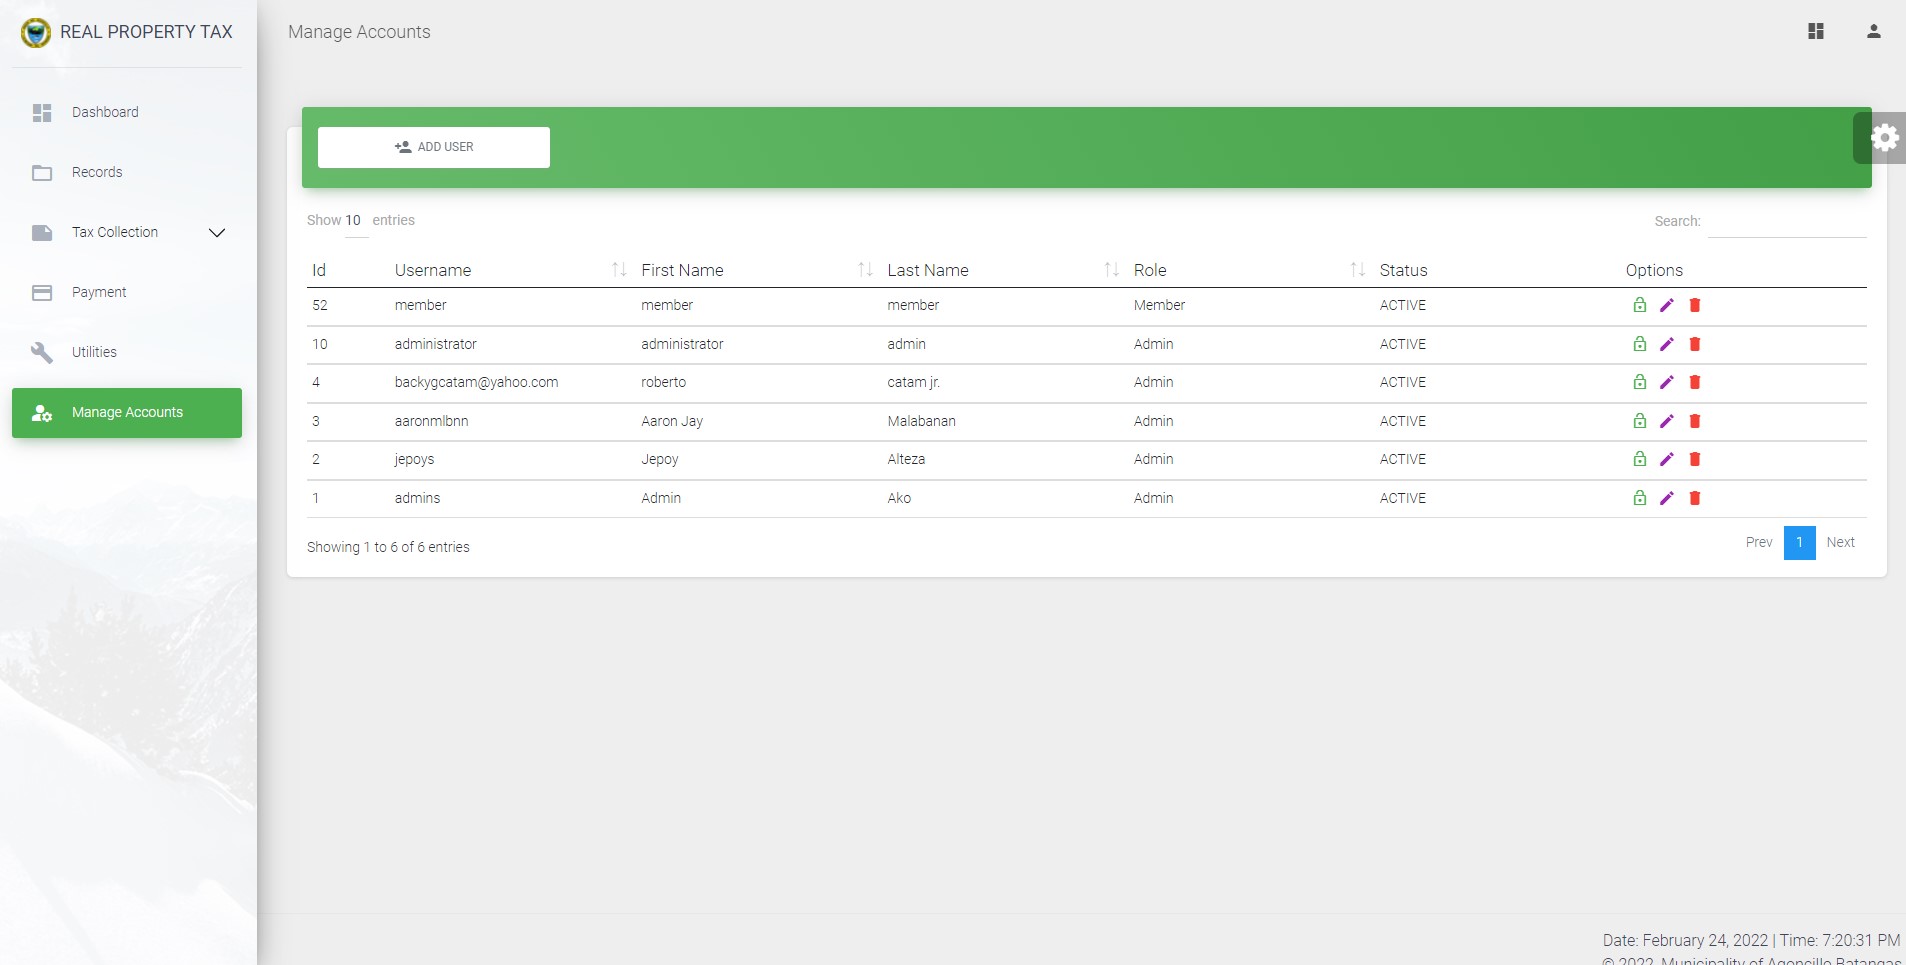 REAL PROPERTY TAX
Manage Accounts
Dashboard
Records
Tax Collection
Payment
Utilities
Manage Accounts
ADD USER
Show 10 entries
Search:
Id Username First Name Last Name Role Status Options
52 member member member Member ACTIVE
10 administrator administrator admin Admin ACTIVE
4 backygcatam@yahoo.com roberto catam jr. Admin ACTIVE
3 aaronmlbnn Aaron Jay Malabanan Admin ACTIVE
2 jepoys Jepoy Alteza Admin ACTIVE
1 admins Admin Ako Admin ACTIVE
Showing 1 to 6 of 6 entries
Prev 1 Next
Date: February 24, 2022 | Time: 7:20:31 PM
© 2022, Municipality of Agoncillo Batangas